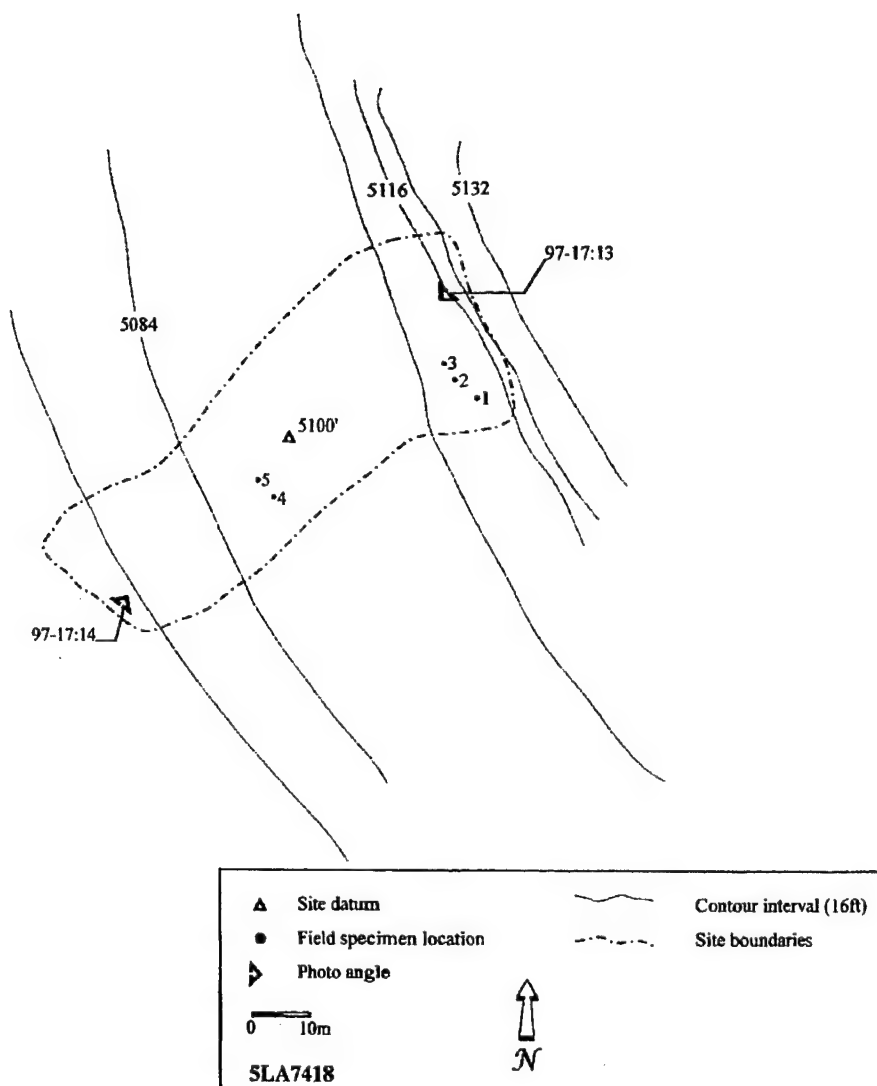 5116
5132
97-17:13
5084
3
2
1
5100'
5
4
97-17:14
Site datum
Contour interval (16ft)
Field specimen location
Site boundaries
Photo angle
0 10m
N
5LA7418